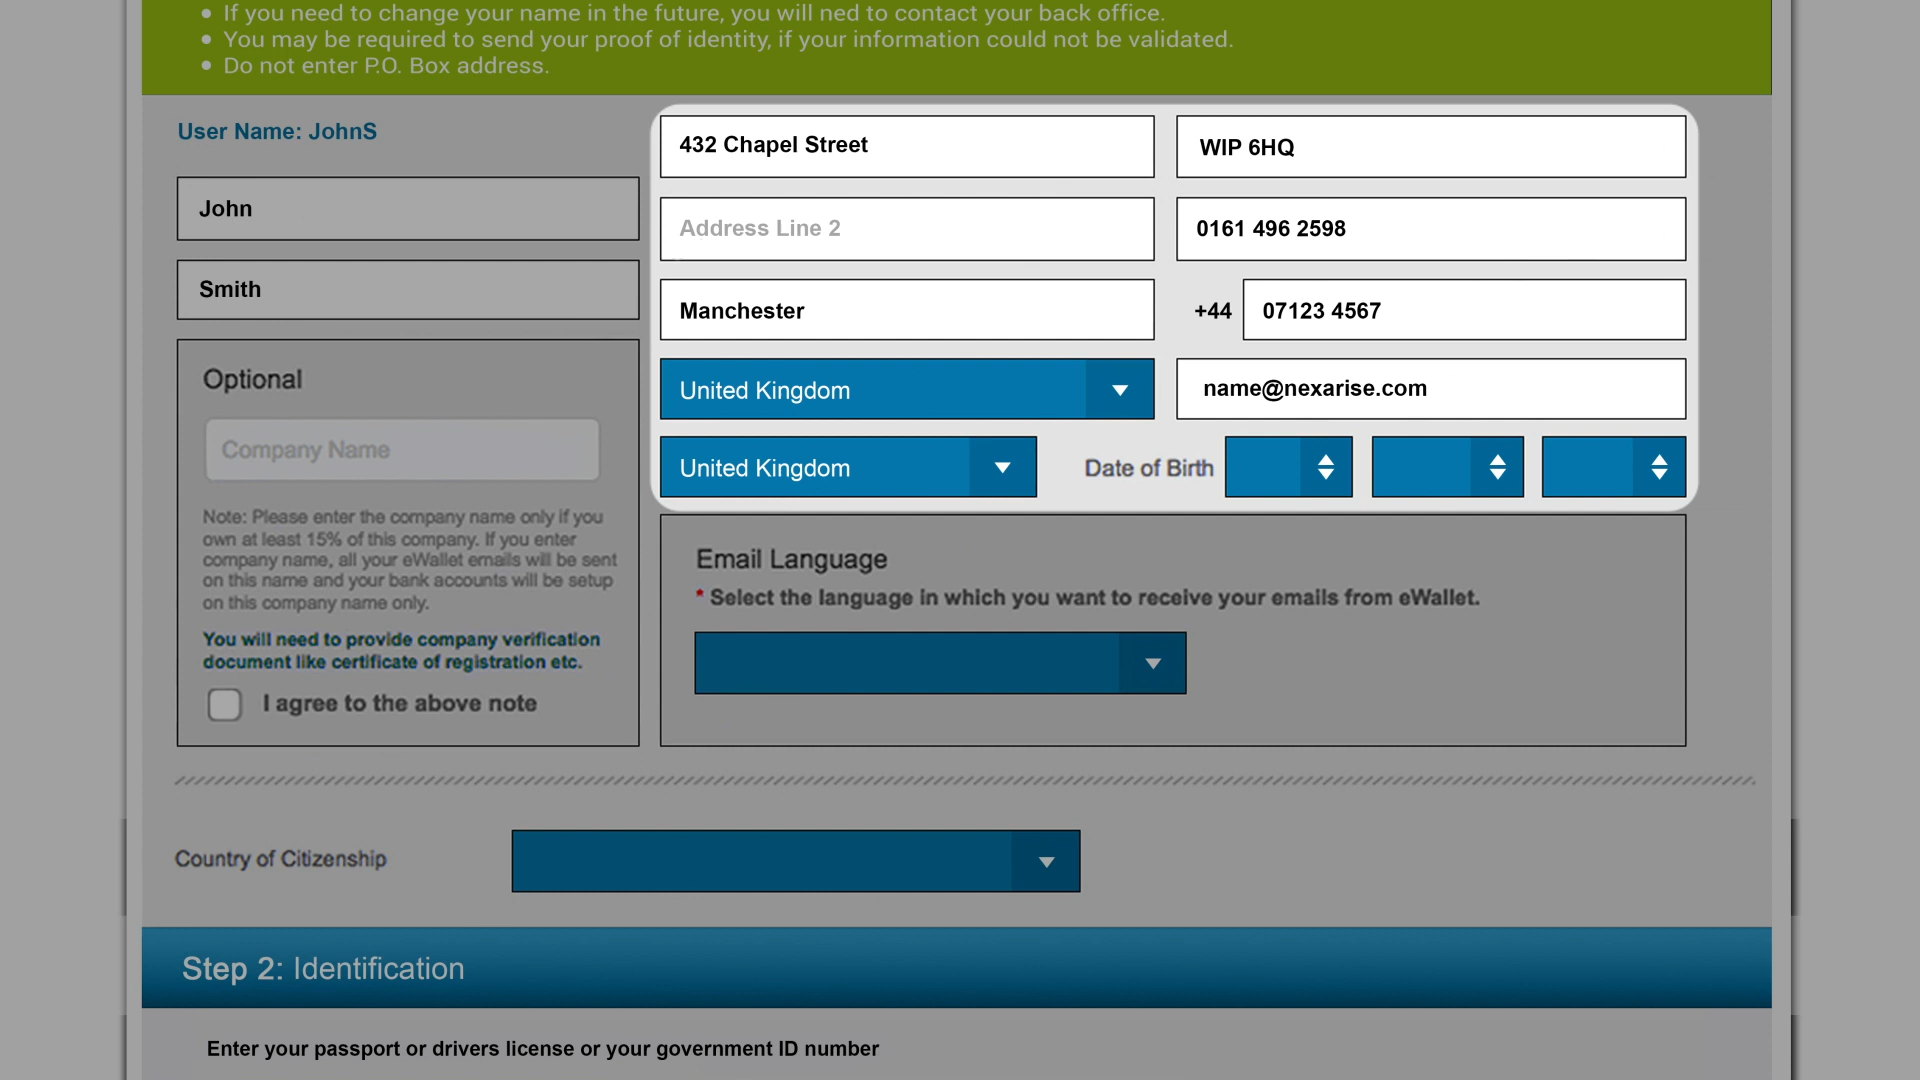 If you need to change your name in the future, you will ned to contact your back office.
You may be required to send your proof of identity, if your information could not be validated.
Do not enter P.O. Box address.
User Name: JohnS
John
Smith
Optional
Company Name
Note: Please enter the company name only if you
own at least 15% of this company. If you enter
company name, all your eWallet emails will be sent
on this name and your bank accounts will be setup
on this company name only.
You will need to provide company verification
document like certificate of registration etc.
I agree to the above note
432 Chapel Street
Address Line 2
Manchester
United Kingdom
United Kingdom
WIP 6HQ
0161 496 2598
+44 07123 4567
name@nexarise.com
Date of Birth
Email Language
* Select the language in which you want to receive your emails from eWallet.
Country of Citizenship
Step 2: Identification
Enter your passport or drivers license or your government ID number